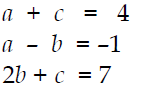 a + c = 4
a – b = –1
2b + c = 7